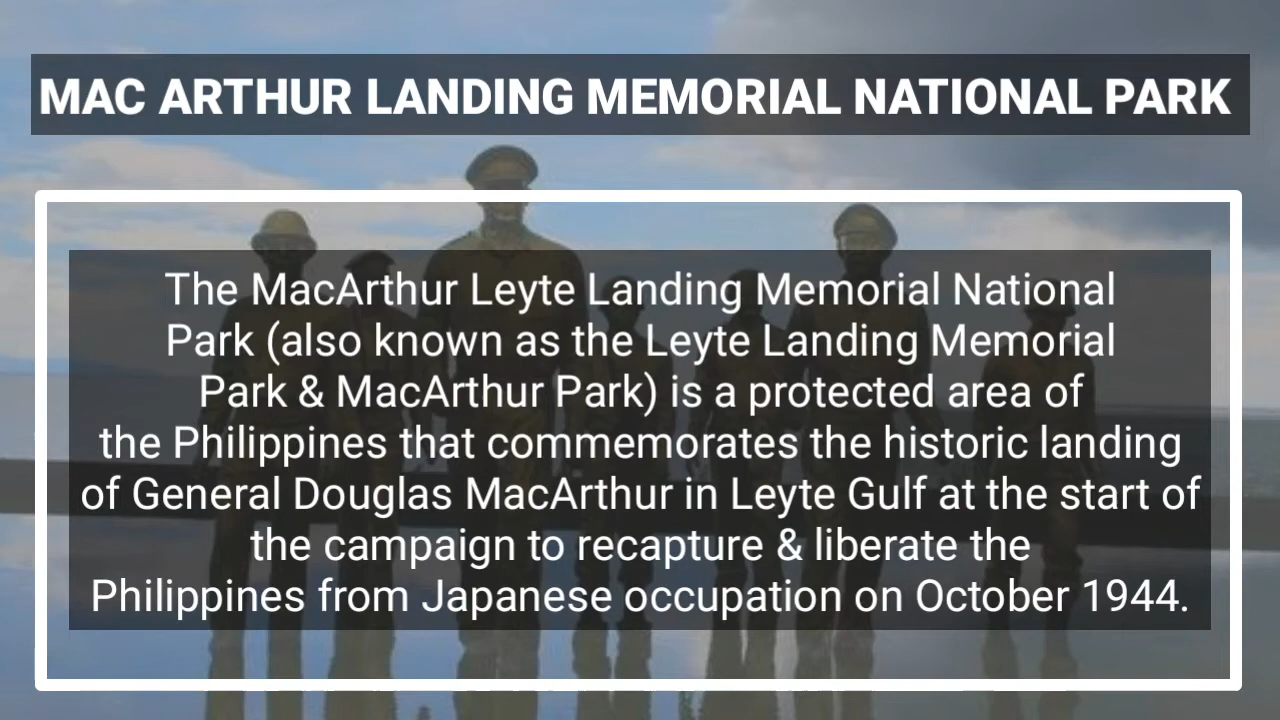 MAC ARTHUR LANDING MEMORIAL NATIONAL PARK
The MacArthur Leyte Landing Memorial National
Park (also known as the Leyte Landing Memorial
Park & MacArthur Park) is a protected area of
the Philippines that commemorates the historic landing
of General Douglas MacArthur in Leyte Gulf at the start of
the campaign to recapture & liberate the
Philippines from Japanese occupation on October 1944.